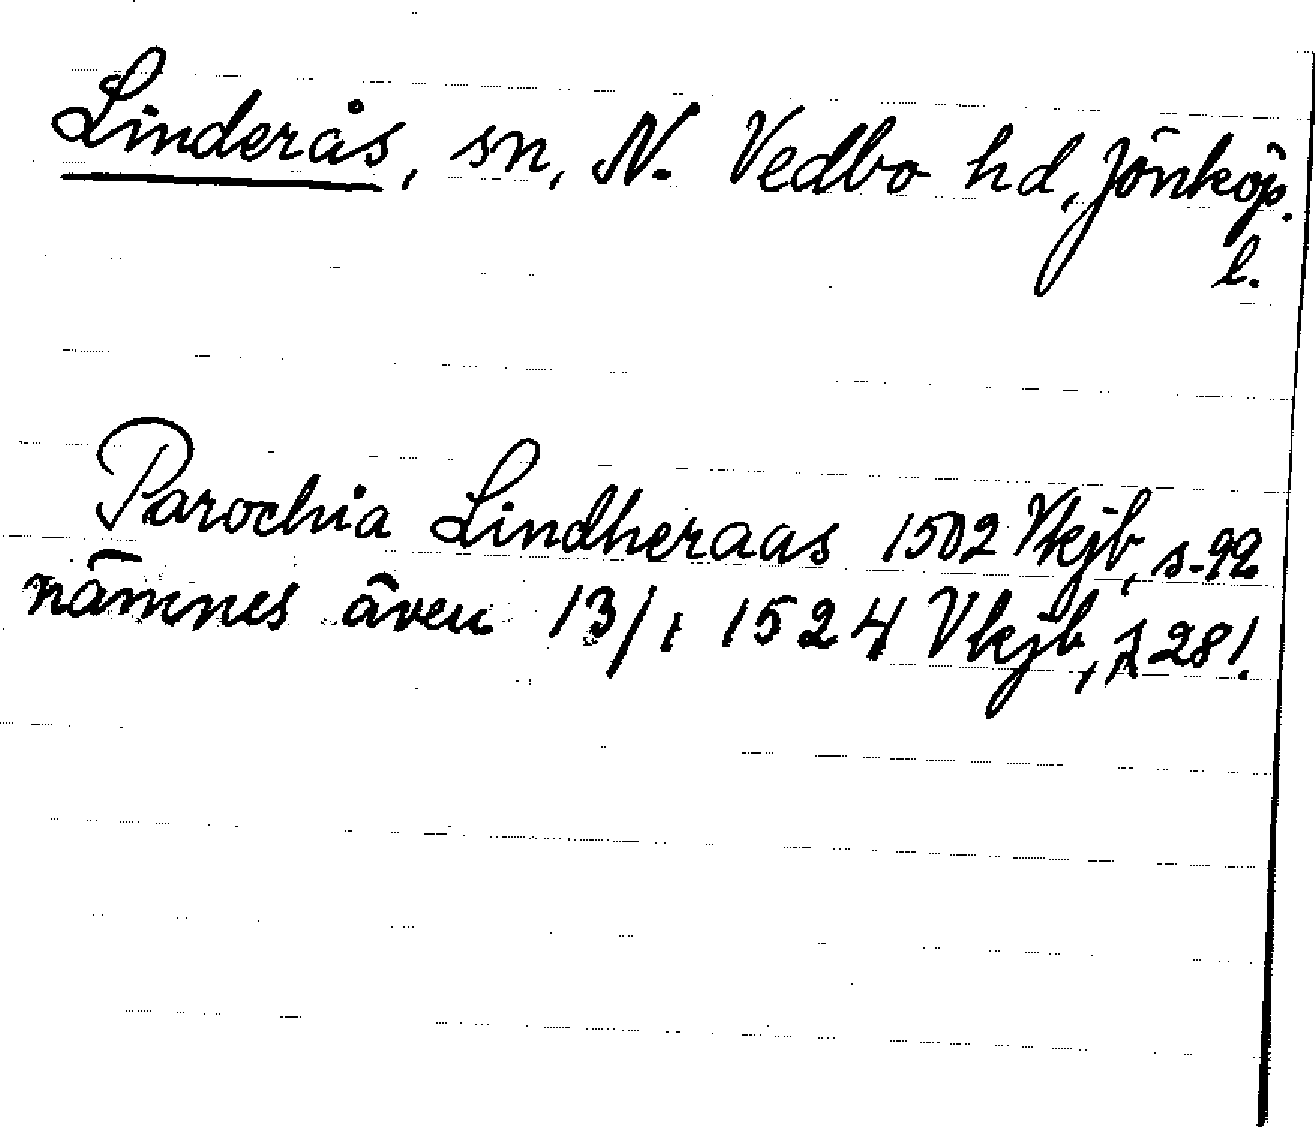 Linderås, sn, N. Vedbo hd, Jönköp.
l.
Parochia Lindheraas 1502 Vkjb, s. 92
nämnes även 13/1 1524 Vkjb, s 281.